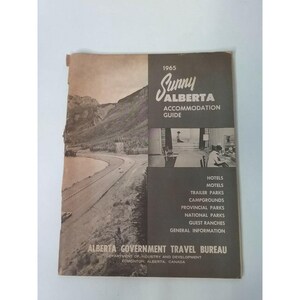 1965
Sunny
ALBERTA
ACCOMMODATION
GUIDE
HOTELS
MOTELS
TRAILER PARKS
CAMPGROUNDS
PROVINCIAL PARKS
NATIONAL PARKS
GUEST RANCHES
GENERAL INFORMATION
ALBERTA GOVERNMENT TRAVEL BUREAU
DEPARTMENT OF INDUSTRY AND DEVELOPMENT
EDMONTON, ALBERTA, CANADA